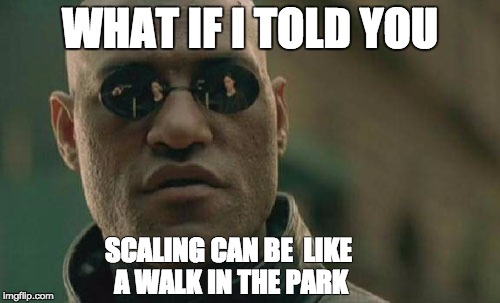 WHAT IF I TOLD YOU
SCALING CAN BE LIKE
A WALK IN THE PARK
imgflip.com